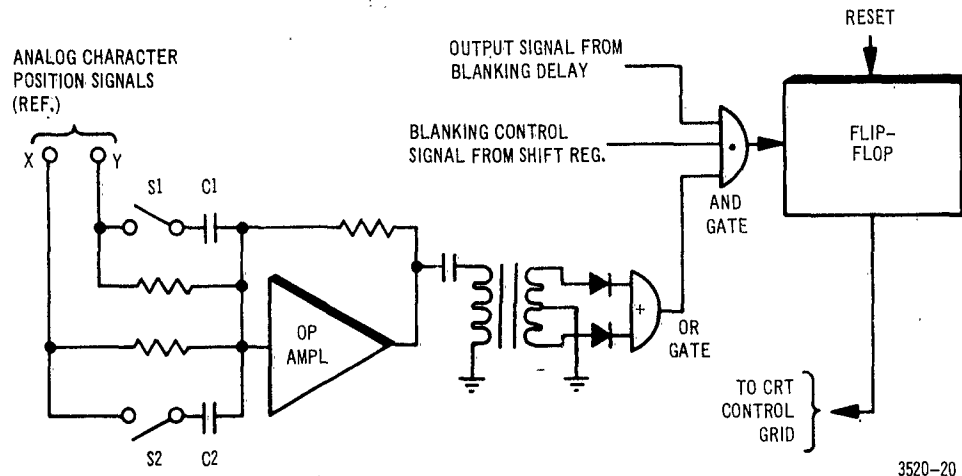 RESET
OUTPUT SIGNAL FROM
BLANKING DELAY
ANALOG CHARACTER
POSITION SIGNALS
(REF.)
X
Y
BLANKING CONTROL
SIGNAL FROM SHIFT REG.
FLIP-
FLOP
S1
C1
AND
GATE
OP
AMPL
+
OR
GATE
S2
C2
TO CRT
CONTROL
GRID
3520-20